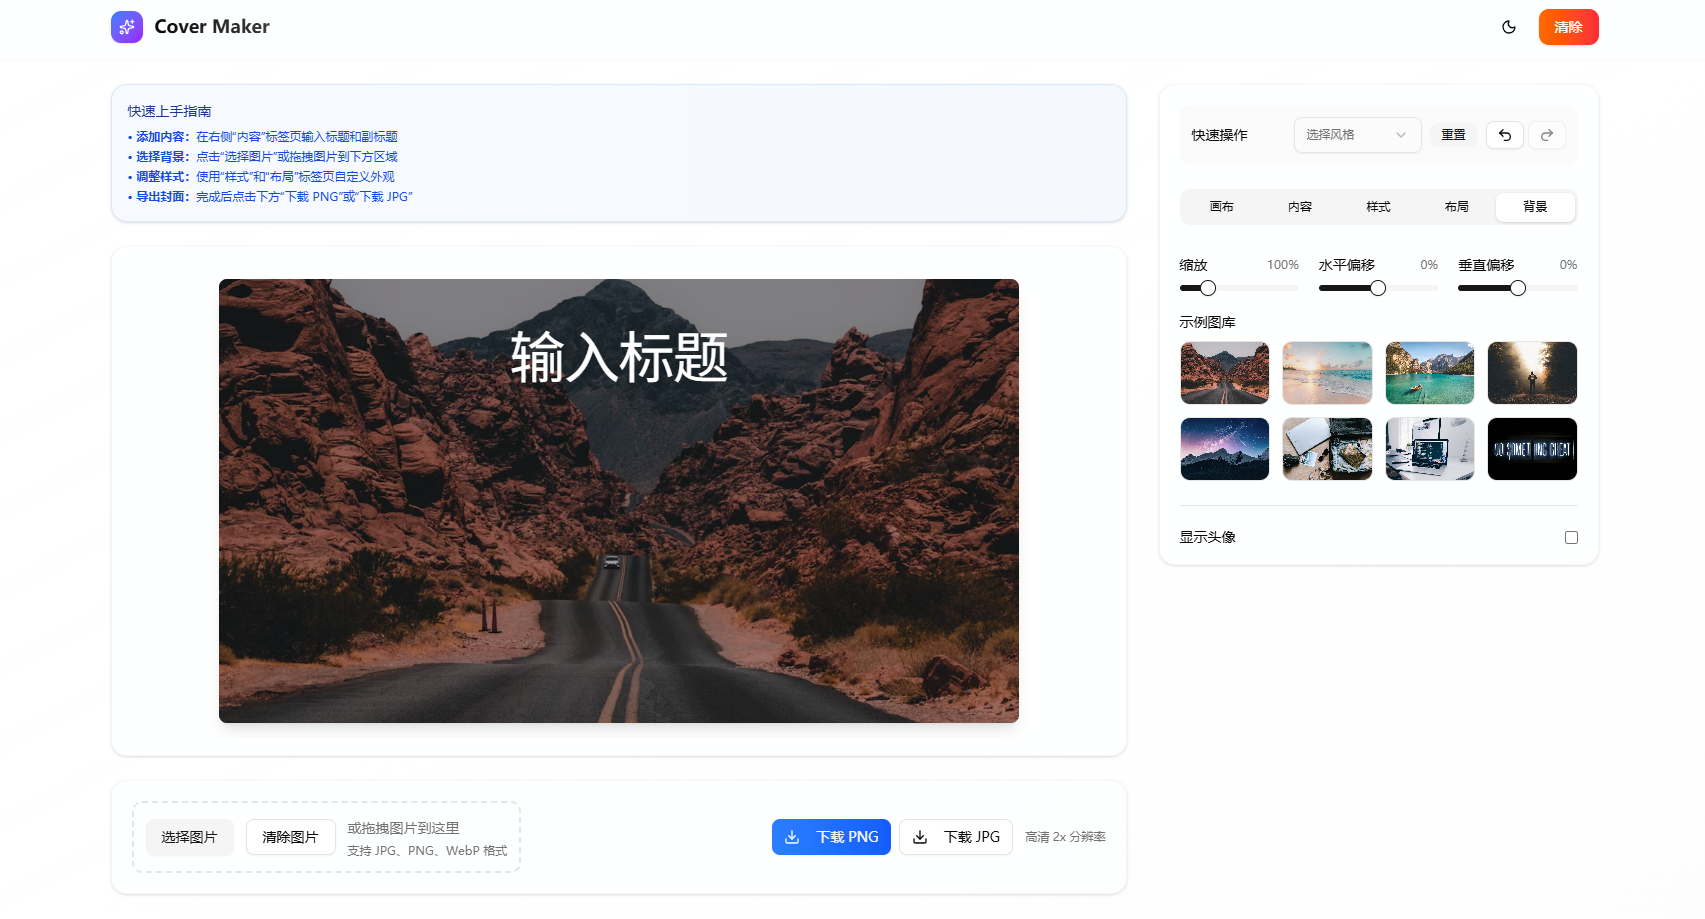 Cover Maker
清除
快速上手指南
• 添加内容：在右侧“内容”标签页输入标题和副标题
• 选择背景：点击“选择图片”或拖拽图片到下方区域
• 调整样式：使用“样式”和“布局”标签页自定义外观
• 导出封面：完成后点击下方“下载 PNG”或“下载 JPG”
输入标题
选择图片
清除图片
或拖拽图片到这里
支持 JPG、PNG、WebP 格式
下载 PNG
下载 JPG
高清 2x 分辨率
快速操作
选择风格
重置
画布
内容
样式
布局
背景
缩放 100%
水平偏移 0%
垂直偏移 0%
示例图库
DO SOMETHING GREAT
显示头像